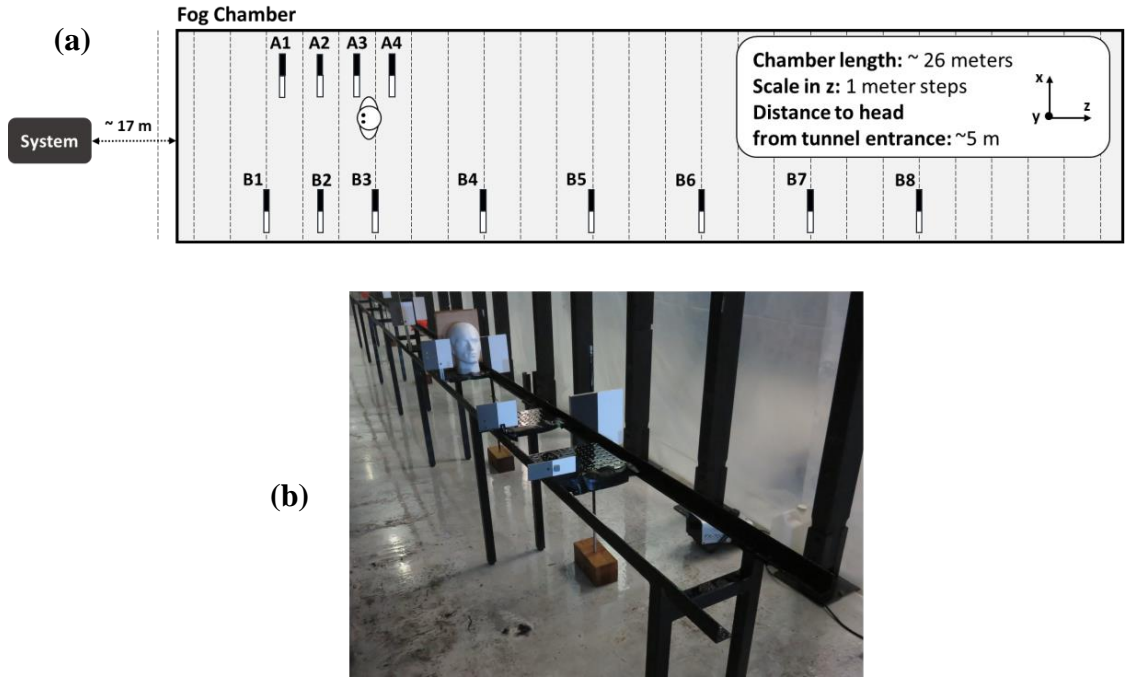 Fog Chamber
(a)
A1 A2 A3 A4
Chamber length: ~ 26 meters
Scale in z: 1 meter steps
Distance to head
from tunnel entrance: ~5 m
x
y
z
~ 17 m
System
B1 B2 B3 B4 B5 B6 B7 B8
(b)